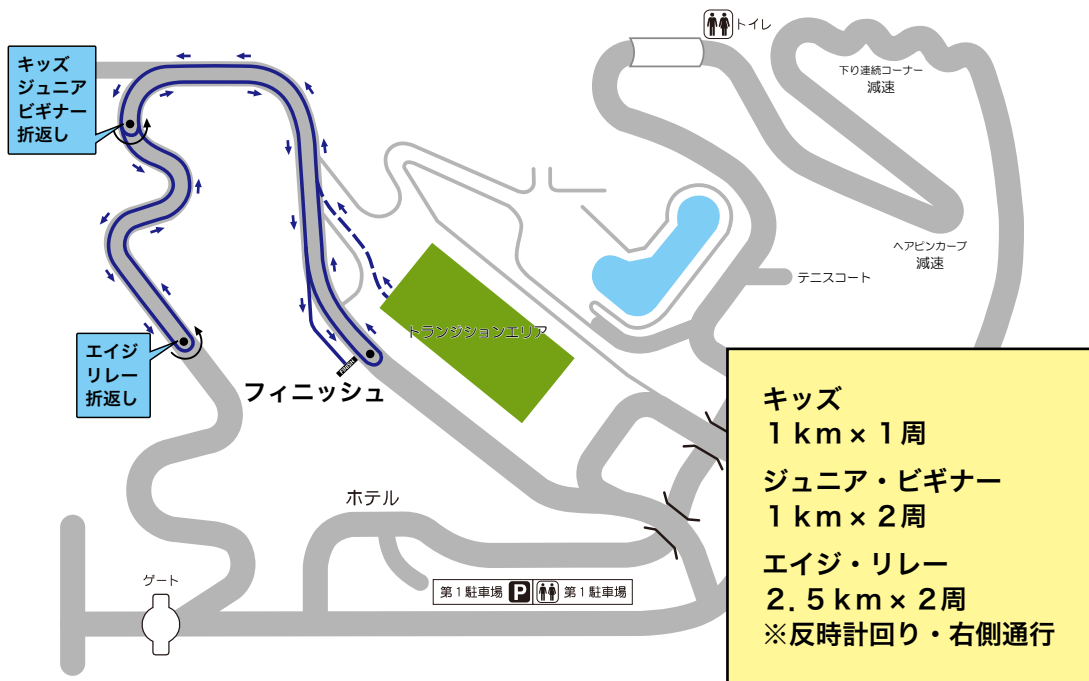 トイレ
下り連続コーナー
減速
キッズ
ジュニア
ビギナー
折返し
ヘアピンカーブ
減速
テニスコート
トランジションエリア
エイジ
リレー
折返し
FINISH
フィニッシュ
キッズ
1km×1周
ジュニア・ビギナー
1km×2周
エイジ・リレー
2.5km×2周
※反時計回り・右側通行
ホテル
ゲート
第1駐車場 P 第1駐車場